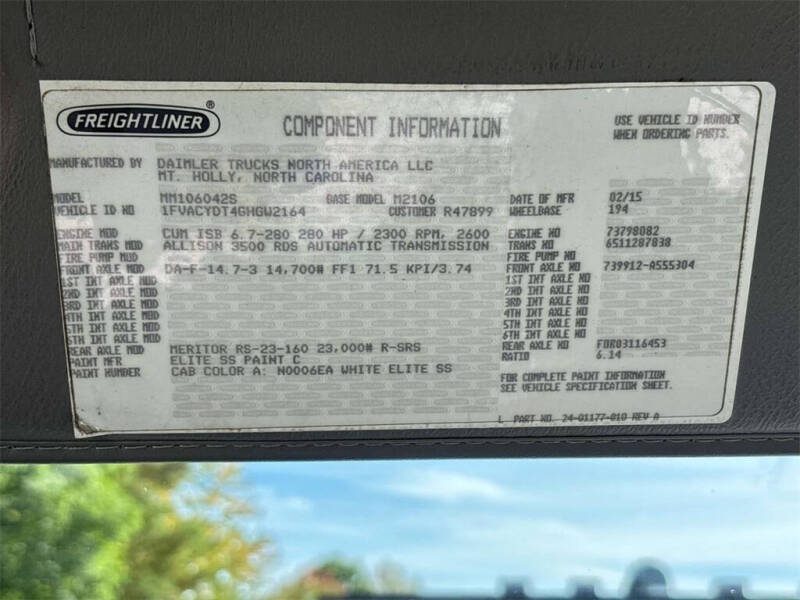 FREIGHTLINER®
COMPONENT INFORMATION
USE VEHICLE ID NUMBER
WHEN ORDERING PARTS.
MANUFACTURED BY DAIMLER TRUCKS NORTH AMERICA LLC
MT. HOLLY, NORTH CAROLINA
MODEL MM106042S BASE MODEL M2106 DATE OF MFR 02/15
VEHICLE ID NO 1FVACYDT4GHGW2164 CUSTOMER R47899 WHEELBASE 194
ENGINE MOD CUM ISB 6.7-280 280 HP / 2300 RPM, 2600 ENGINE NO 73798082
MAIN TRANS MOD ALLISON 3500 RDS AUTOMATIC TRANSMISSION TRANS NO 6511287838
FIRE PUMP MOD FIRE PUMP NO
FRONT AXLE MOD DA-F-14.7-3 14,700# FF1 71.5 KPI/3.74 FRONT AXLE NO 739912-A555304
1ST INT AXLE MOD 1ST INT AXLE NO
2ND INT AXLE MOD 2ND INT AXLE NO
3RD INT AXLE MOD 3RD INT AXLE NO
4TH INT AXLE MOD 4TH INT AXLE NO
5TH INT AXLE MOD 5TH INT AXLE NO
6TH INT AXLE MOD 6TH INT AXLE NO
REAR AXLE MOD MERITOR RS-23-160 23,000# R-SRS REAR AXLE NO FOR03116453
PAINT MFR ELITE SS PAINT C RATIO 6.14
PAINT NUMBER CAB COLOR A: N0006EA WHITE ELITE SS
FOR COMPLETE PAINT INFORMATION
SEE VEHICLE SPECIFICATION SHEET.
L PART NO. 24-01177-010 REV A